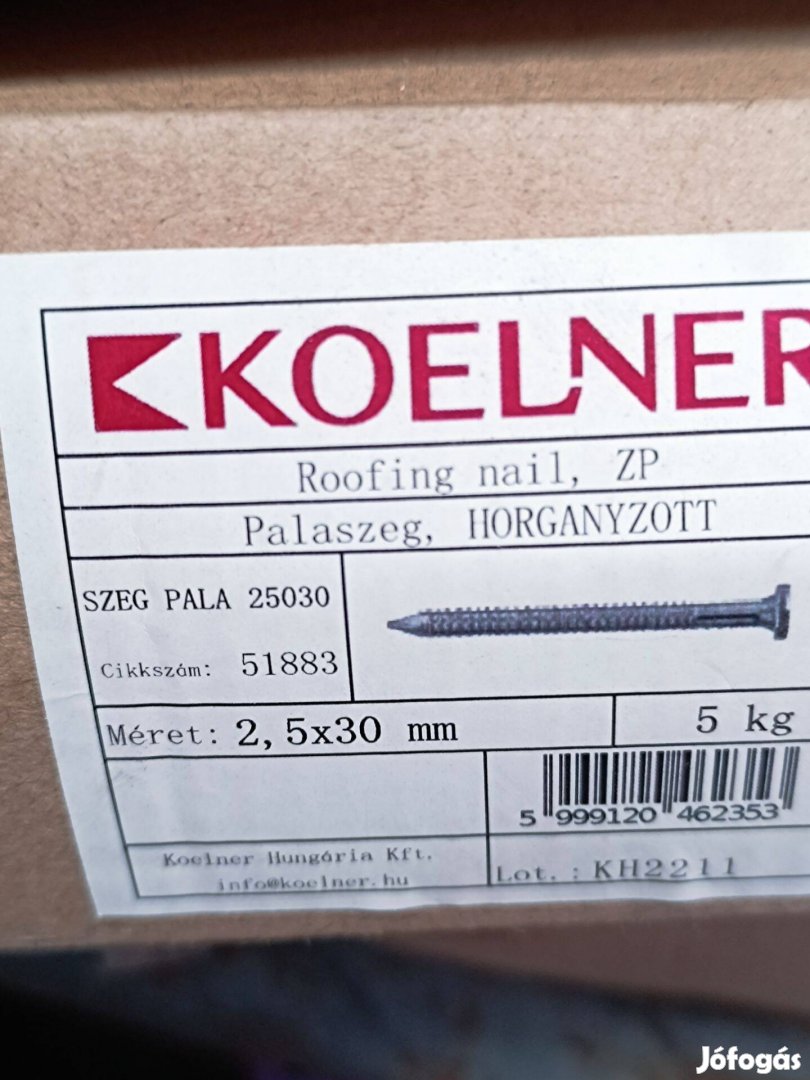 KOELNER
Roofing nail, ZP
Palaszeg, HORGANYZOTT
SZEG PALA 25030
Cikkszám: 51883
Méret: 2,5x30 mm
5 kg
5 999120 462353
Koelner Hungária Kft.
info@koelner.hu
Lot.: KH2211
Jófogás